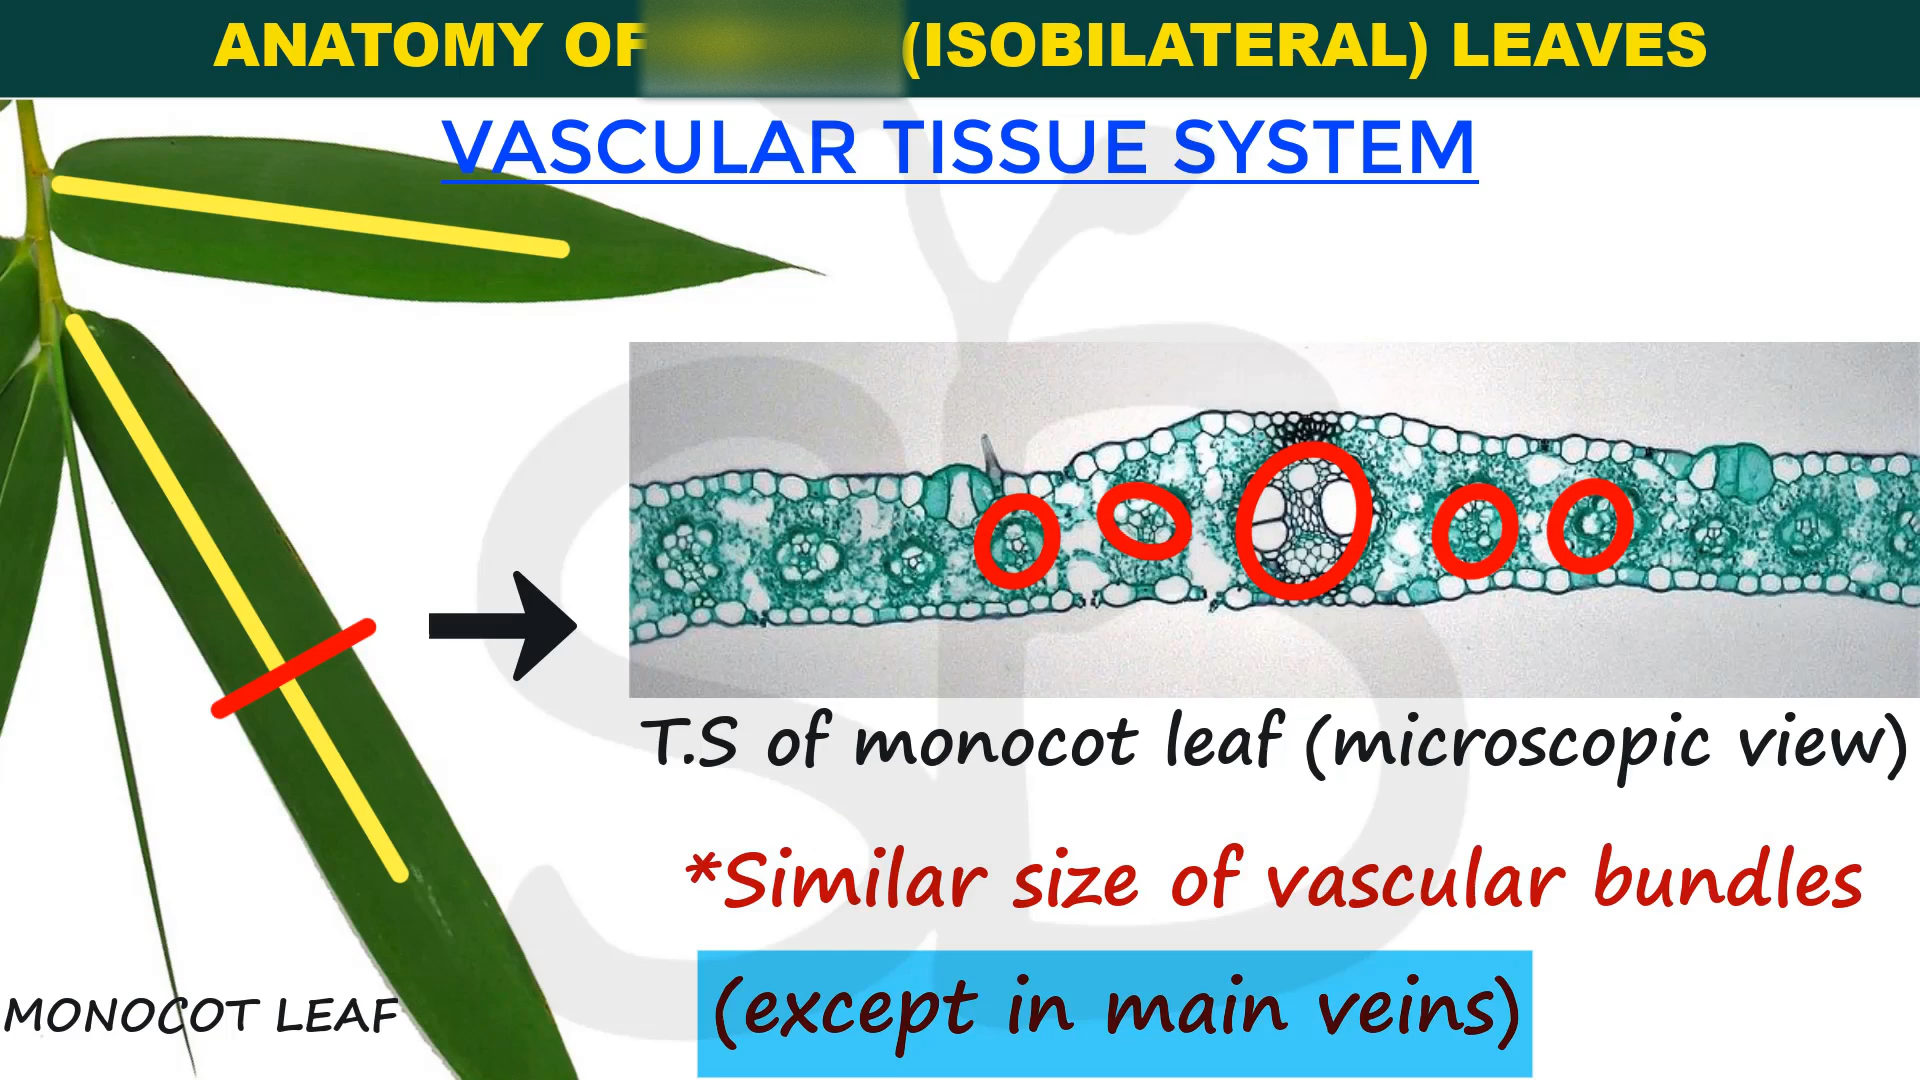 ANATOMY OF (ISOBILATERAL) LEAVES
VASCULAR TISSUE SYSTEM
T.S of monocot leaf (microscopic view)
*Similar size of vascular bundles
(except in main veins)
MONOCOT LEAF
SB